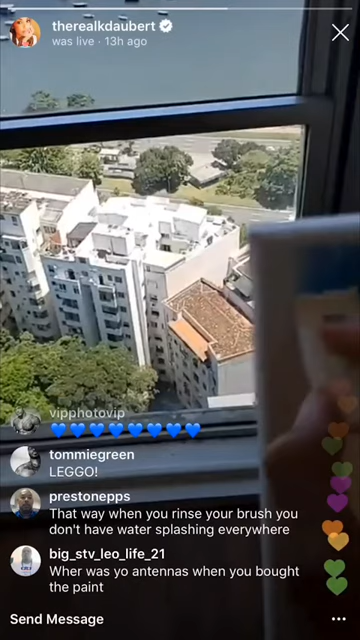 therealkdaubert
was live · 13h ago
vipphotovip
💙💙💙💙💙💙💙💙
tommiegreen
LEGGO!
prestonepps
That way when you rinse your brush you
don't have water splashing everywhere
big_stv_leo_life_21
Wher was yo antennas when you bought
the paint
Send Message